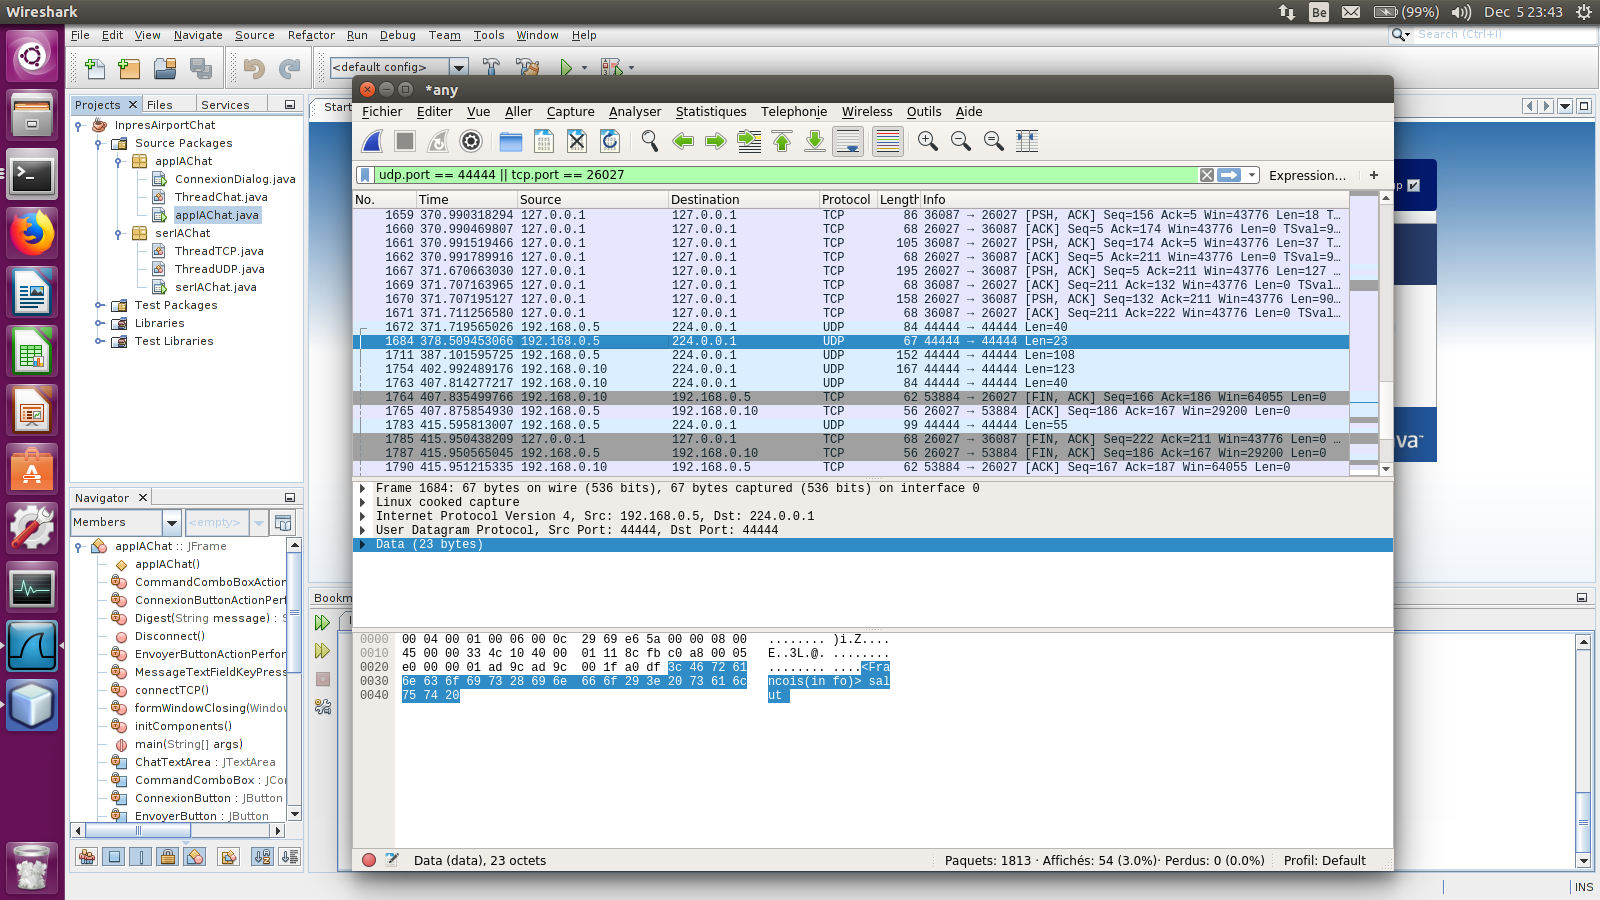 Wireshark
Be
(99%)
Dec 5 23:43
File Edit View Navigate Source Refactor Run Debug Team Tools Window Help
Search (Ctrl+I)
<default config>
Projects Files Services
Start
InpresAirportChat
Source Packages
appIAChat
ConnexionDialog.java
ThreadChat.java
appIAChat.java
serIAChat
ThreadTCP.java
ThreadUDP.java
serIAChat.java
Test Packages
Libraries
Test Libraries
Navigator
Members
<empty>
appIAChat :: JFrame
appIAChat()
CommandComboBoxAction
ConnexionButtonActionPerf
Digest(String message) : S
Disconnect()
EnvoyerButtonActionPerfor
MessageTextFieldKeyPress
connectTCP()
formWindowClosing(Windo
initComponents()
main(String[] args)
ChatTextArea : JTextArea
CommandComboBox : JCo
ConnexionButton : JButton
EnvoyerButton : JButton
Bookm
*any
Fichier Editer Vue Aller Capture Analyser Statistiques Telephonie Wireless Outils Aide
udp.port == 44444 || tcp.port == 26027
Expression... +
No. Time Source Destination Protocol Length Info
1659 370.990318294 127.0.0.1 127.0.0.1 TCP 86 36087 → 26027 [PSH, ACK] Seq=156 Ack=5 Win=43776 Len=18 T…
1660 370.990469807 127.0.0.1 127.0.0.1 TCP 68 26027 → 36087 [ACK] Seq=5 Ack=174 Win=43776 Len=0 TSval=9…
1661 370.991519466 127.0.0.1 127.0.0.1 TCP 105 36087 → 26027 [PSH, ACK] Seq=174 Ack=5 Win=43776 Len=37 T…
1662 370.991789916 127.0.0.1 127.0.0.1 TCP 68 26027 → 36087 [ACK] Seq=5 Ack=211 Win=43776 Len=0 TSval=9…
1667 371.670663030 127.0.0.1 127.0.0.1 TCP 195 26027 → 36087 [PSH, ACK] Seq=5 Ack=211 Win=43776 Len=127 …
1669 371.707163965 127.0.0.1 127.0.0.1 TCP 68 36087 → 26027 [ACK] Seq=211 Ack=132 Win=43776 Len=0 TSval…
1670 371.707195127 127.0.0.1 127.0.0.1 TCP 158 26027 → 36087 [PSH, ACK] Seq=132 Ack=211 Win=43776 Len=90…
1671 371.711256580 127.0.0.1 127.0.0.1 TCP 68 36087 → 26027 [ACK] Seq=211 Ack=222 Win=43776 Len=0 TSval…
1672 371.719565026 192.168.0.5 224.0.0.1 UDP 84 44444 → 44444 Len=40
1684 378.509453066 192.168.0.5 224.0.0.1 UDP 67 44444 → 44444 Len=23
1711 387.101595725 192.168.0.5 224.0.0.1 UDP 152 44444 → 44444 Len=108
1754 402.992489176 192.168.0.10 224.0.0.1 UDP 167 44444 → 44444 Len=123
1763 407.814277217 192.168.0.10 224.0.0.1 UDP 84 44444 → 44444 Len=40
1764 407.835499766 192.168.0.10 192.168.0.5 TCP 62 53884 → 26027 [FIN, ACK] Seq=166 Ack=186 Win=64055 Len=0
1765 407.875854930 192.168.0.5 192.168.0.10 TCP 56 26027 → 53884 [ACK] Seq=186 Ack=167 Win=29200 Len=0
1783 415.595813007 192.168.0.5 224.0.0.1 UDP 99 44444 → 44444 Len=55
1785 415.950438209 127.0.0.1 127.0.0.1 TCP 68 26027 → 36087 [FIN, ACK] Seq=222 Ack=211 Win=43776 Len=0 …
1787 415.950565045 192.168.0.5 192.168.0.10 TCP 56 26027 → 53884 [FIN, ACK] Seq=186 Ack=167 Win=29200 Len=0
1790 415.951215335 192.168.0.10 192.168.0.5 TCP 62 53884 → 26027 [ACK] Seq=167 Ack=187 Win=64055 Len=0
Frame 1684: 67 bytes on wire (536 bits), 67 bytes captured (536 bits) on interface 0
Linux cooked capture
Internet Protocol Version 4, Src: 192.168.0.5, Dst: 224.0.0.1
User Datagram Protocol, Src Port: 44444, Dst Port: 44444
Data (23 bytes)
0000 00 04 00 01 00 06 00 0c 29 69 e6 5a 00 00 08 00 ........ )i.Z....
0010 45 00 00 33 4c 10 40 00 01 11 8c fb c0 a8 00 05 E..3L.@. ........
0020 e0 00 00 01 ad 9c ad 9c 00 1f a0 df 3c 46 72 61 ........ ....<Fra
0030 6e 63 6f 69 73 28 69 6e 66 6f 29 3e 20 73 61 6c ncois(in fo)> sal
0040 75 74 20 ut
Data (data), 23 octets
Paquets: 1813 · Affichés: 54 (3.0%)· Perdus: 0 (0.0%)
Profil: Default
INS